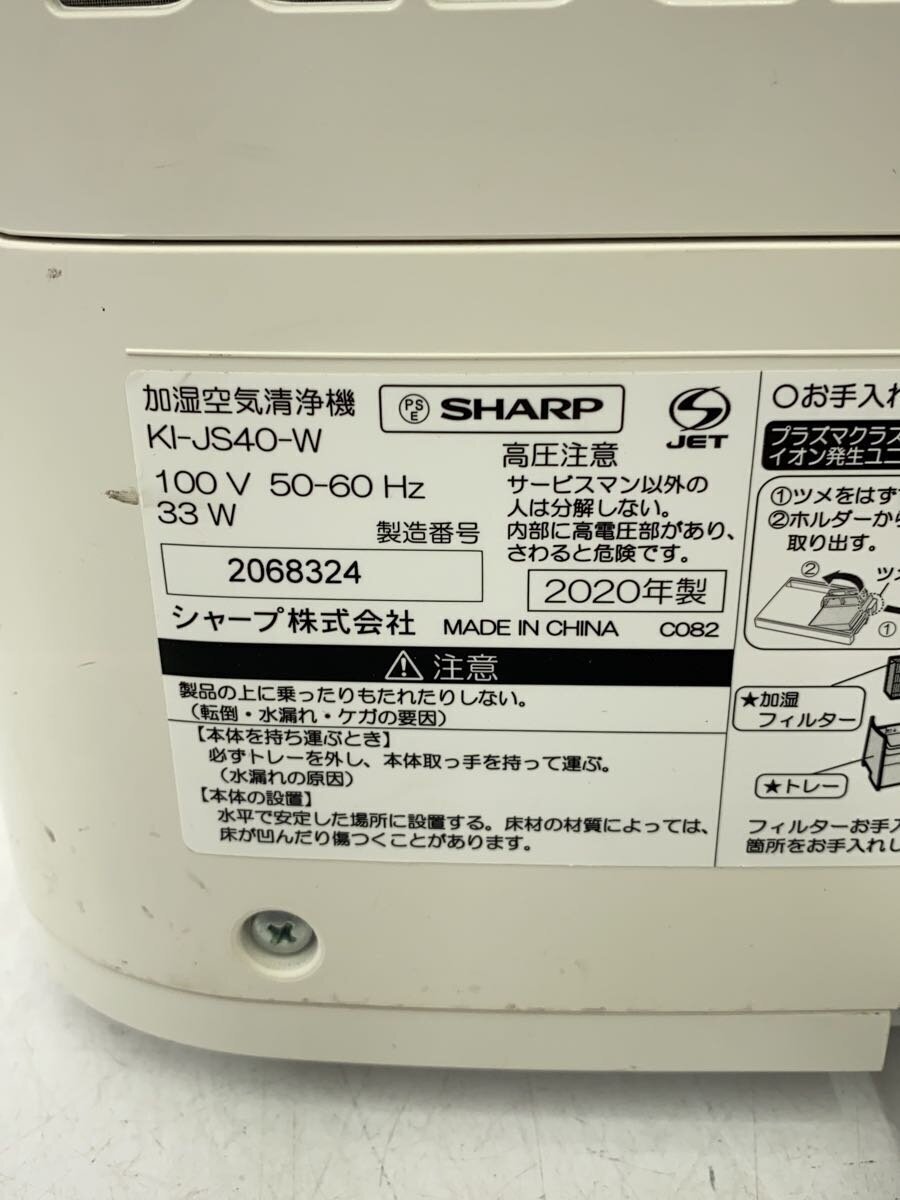 加湿空気清浄機
KI-JS40-W
100 V 50-60 Hz
33 W
製造番号
2068324
PS
E
SHARP
JET
高圧注意
サービスマン以外の
人は分解しない。
内部に高電圧部があり、
さわると危険です。
2020年製
シャープ株式会社 MADE IN CHINA C082
注意
製品の上に乗ったりもたれたりしない。
(転倒・水漏れ・ケガの要因)
【本体を持ち運ぶとき】
必ずトレーを外し、本体取っ手を持って運ぶ。
(水漏れの原因)
【本体の設置】
水平で安定した場所に設置する。床材の材質によっては、
床が凹んだり傷つくことがあります。
○お手入れ
プラズマクラス
イオン発生ユニ
①ツメをはず
②ホルダーから
取り出す。
②
ツメ
①
★加湿
フィルター
★トレー
フィルターお手入
箇所をお手入れし